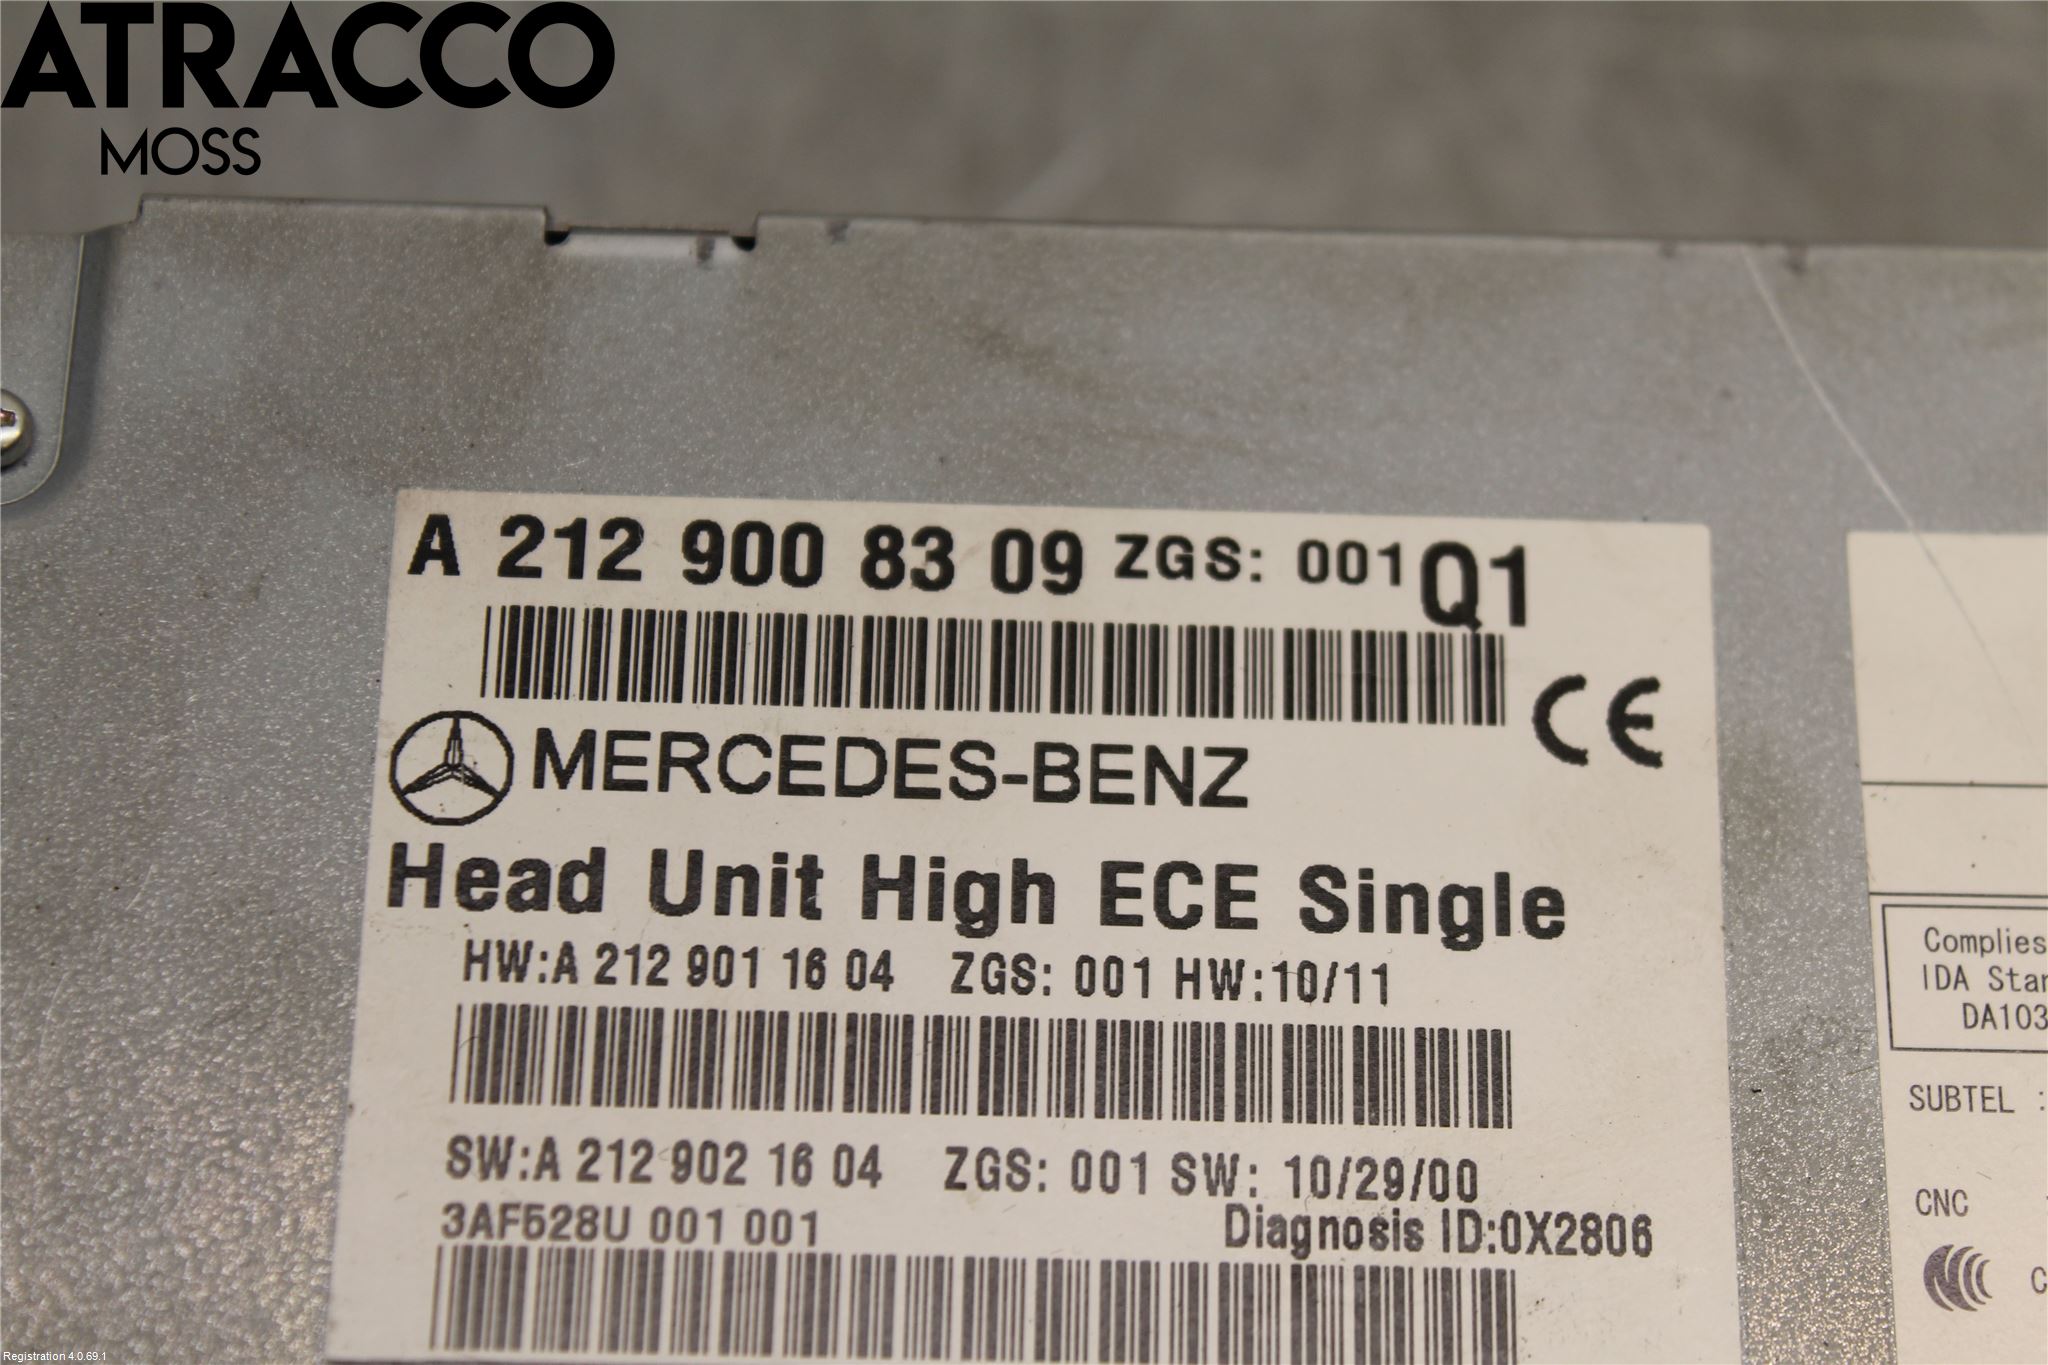 ATRACCO
MOSS
A 212 900 83 09 ZGS: 001 Q1
CE
MERCEDES-BENZ
Head Unit High ECE Single
HW:A 212 901 16 04 ZGS: 001 HW:10/11
SW:A 212 902 16 04 ZGS: 001 SW: 10/29/00
3AF528U 001 001 Diagnosis ID:0X2806
Complies
IDA Star
DA103
SUBTEL :
CNC
C
Registration 4.0.69.1